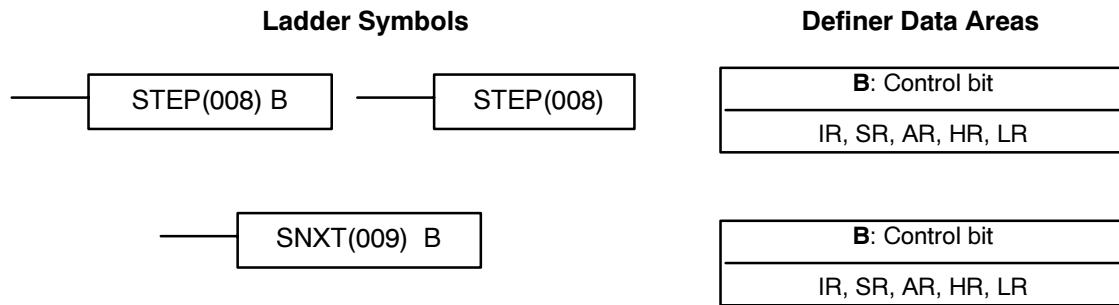 Ladder Symbols
Definer Data Areas
STEP(008) B
STEP(008)
B: Control bit
IR, SR, AR, HR, LR
SNXT(009) B
B: Control bit
IR, SR, AR, HR, LR